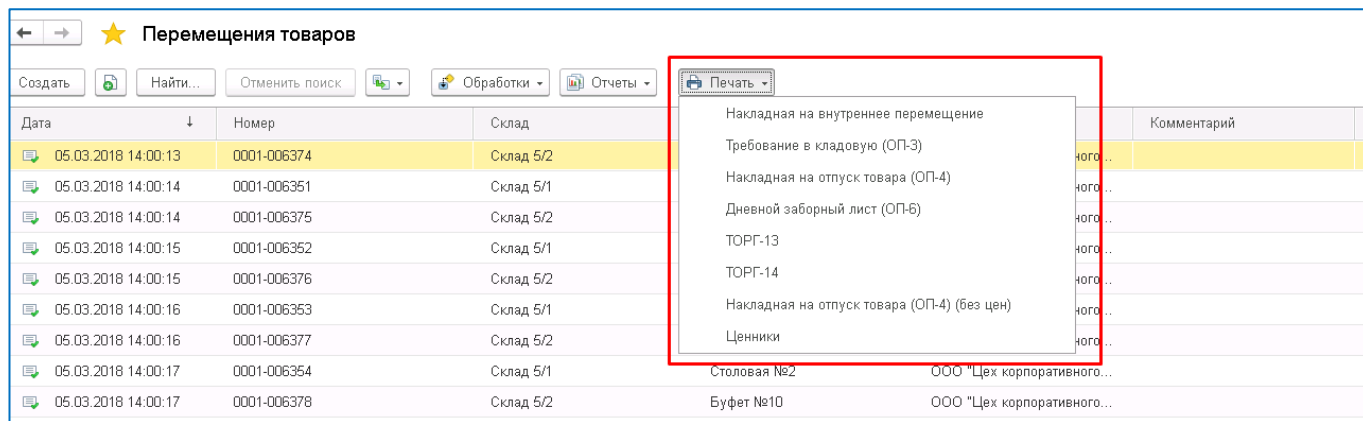 Перемещения товаров
Создать Найти... Отменить поиск Обработки Отчеты Печать
Дата Номер Склад Комментарий
Накладная на внутреннее перемещение
Требование в кладовую (ОП-3)
Накладная на отпуск товара (ОП-4)
Дневной заборный лист (ОП-6)
ТОРГ-13
ТОРГ-14
Накладная на отпуск товара (ОП-4) (без цен)
Ценники
05.03.2018 14:00:13 0001-006374 Склад 5/2 ного...
05.03.2018 14:00:14 0001-006351 Склад 5/1 ного...
05.03.2018 14:00:14 0001-006375 Склад 5/2 ного...
05.03.2018 14:00:15 0001-006352 Склад 5/1 ного...
05.03.2018 14:00:15 0001-006376 Склад 5/2 ного...
05.03.2018 14:00:16 0001-006353 Склад 5/1 ного...
05.03.2018 14:00:16 0001-006377 Склад 5/2 ного...
05.03.2018 14:00:17 0001-006354 Склад 5/1 Столовая №2 ООО "Цех корпоративного...
05.03.2018 14:00:17 0001-006378 Склад 5/2 Буфет №10 ООО "Цех корпоративного...